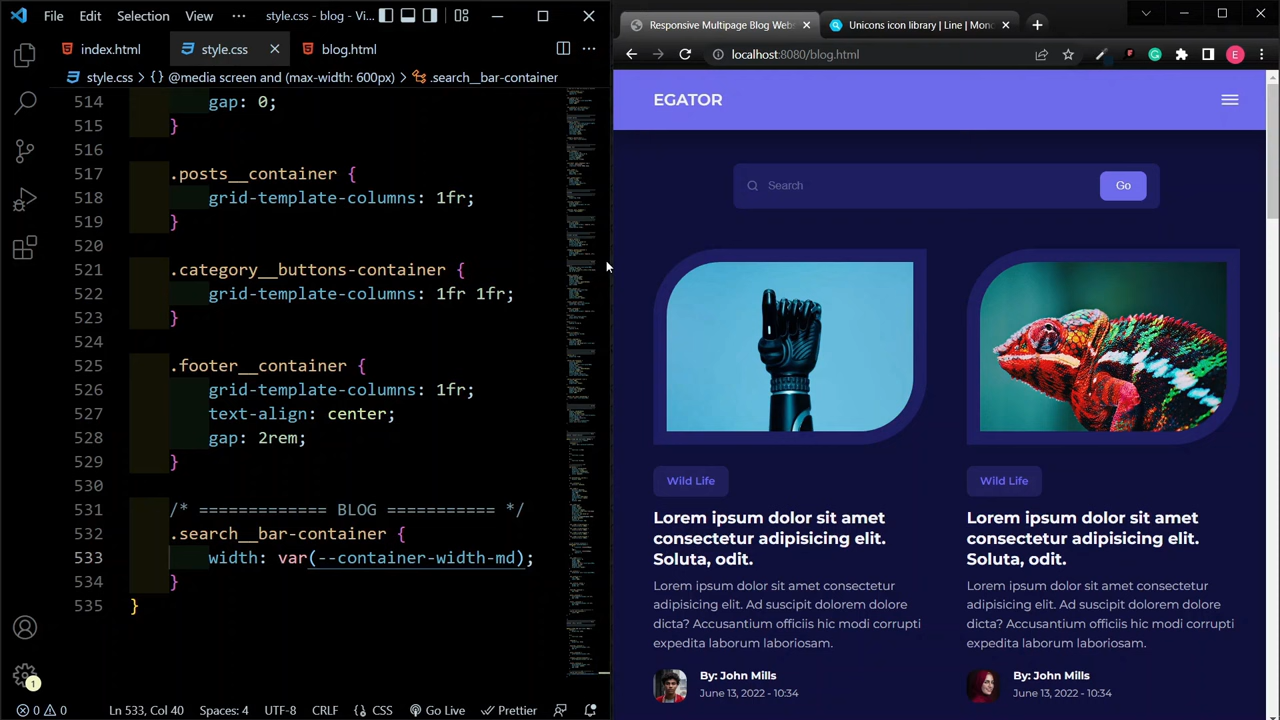 File Edit Selection View ··· style.css - blog - Vi...
index.html style.css blog.html
style.css > {} @media screen and (max-width: 600px) > .search__bar-container
514 gap: 0;
515 }
516
517 .posts__container {
518 grid-template-columns: 1fr;
519 }
520
521 .category__buttons-container {
522 grid-template-columns: 1fr 1fr;
523 }
524
525 .footer__container {
526 grid-template-columns: 1fr;
527 text-align: center;
528 gap: 2rem;
529 }
530
531 /* ============= BLOG =========== */
532 .search__bar-container {
533 width: var(--container-width-md);
534 }
535 }
1
0 0 Ln 533, Col 40 Spaces: 4 UTF-8 CRLF {} CSS Go Live Prettier
Responsive Multipage Blog Webs Unicons icon library | Line | Mono
localhost:8080/blog.html
E
EGATOR
Search Go
Wild Life
Lorem ipsum dolor sit amet
consectetur adipisicing elit.
Soluta, odit.
Lorem ipsum dolor sit amet consectetur
adipisicing elit. Ad suscipit dolorem dolore
dicta? Accusantium officiis hic modi corrupti
expedita laboriosam.
By: John Mills
June 13, 2022 - 10:34
Wild Life
Lorem ipsum dolor sit amet
consectetur adipisicing elit.
Soluta, odit.
Lorem ipsum dolor sit amet consectetur
adipisicing elit. Ad suscipit dolorem dolore
dicta? Accusantium officiis hic modi corrupti
expedita laboriosam.
By: John Mills
June 13, 2022 - 10:34